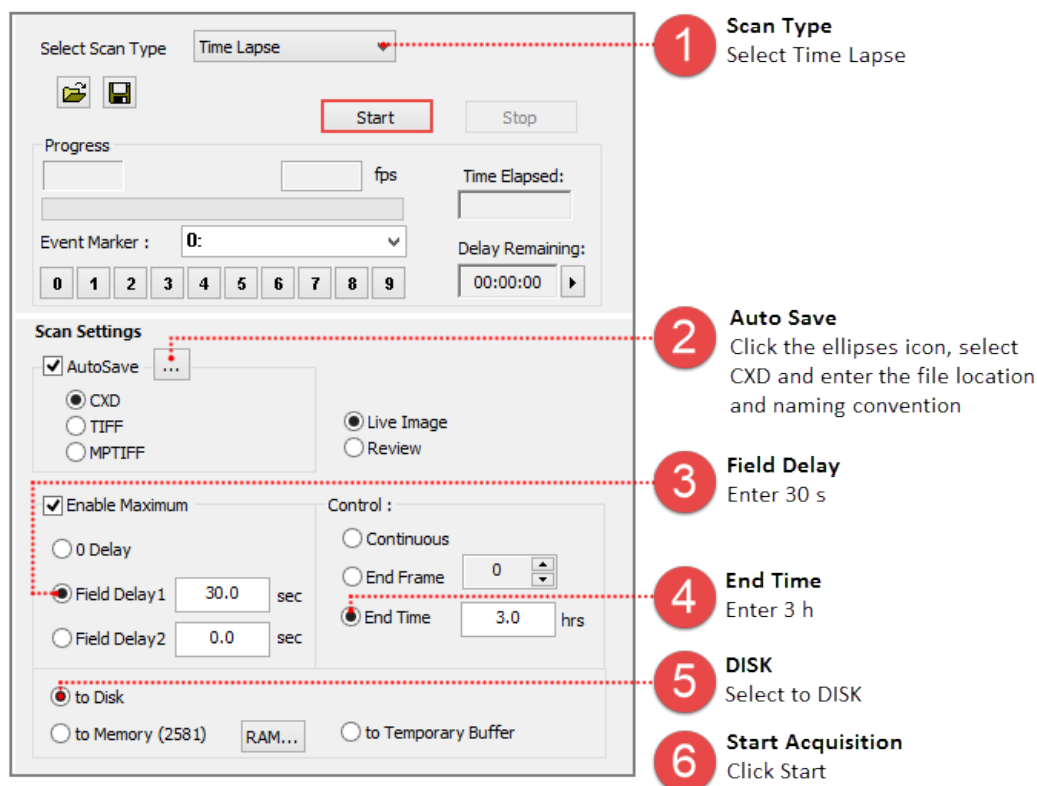 Select Scan Type Time Lapse
Start Stop
Progress
fps Time Elapsed:
Event Marker : 0:
Delay Remaining:
0 1 2 3 4 5 6 7 8 9 00:00:00
Scan Settings
AutoSave ...
CXD
TIFF
MPTIFF
Live Image
Review
Enable Maximum
0 Delay
Field Delay1 30.0 sec
Field Delay2 0.0 sec
Control :
Continuous
End Frame 0
End Time 3.0 hrs
to Disk
to Memory (2581) RAM... to Temporary Buffer
1 Scan Type
Select Time Lapse
2 Auto Save
Click the ellipses icon, select
CXD and enter the file location
and naming convention
3 Field Delay
Enter 30 s
4 End Time
Enter 3 h
5 DISK
Select to DISK
6 Start Acquisition
Click Start